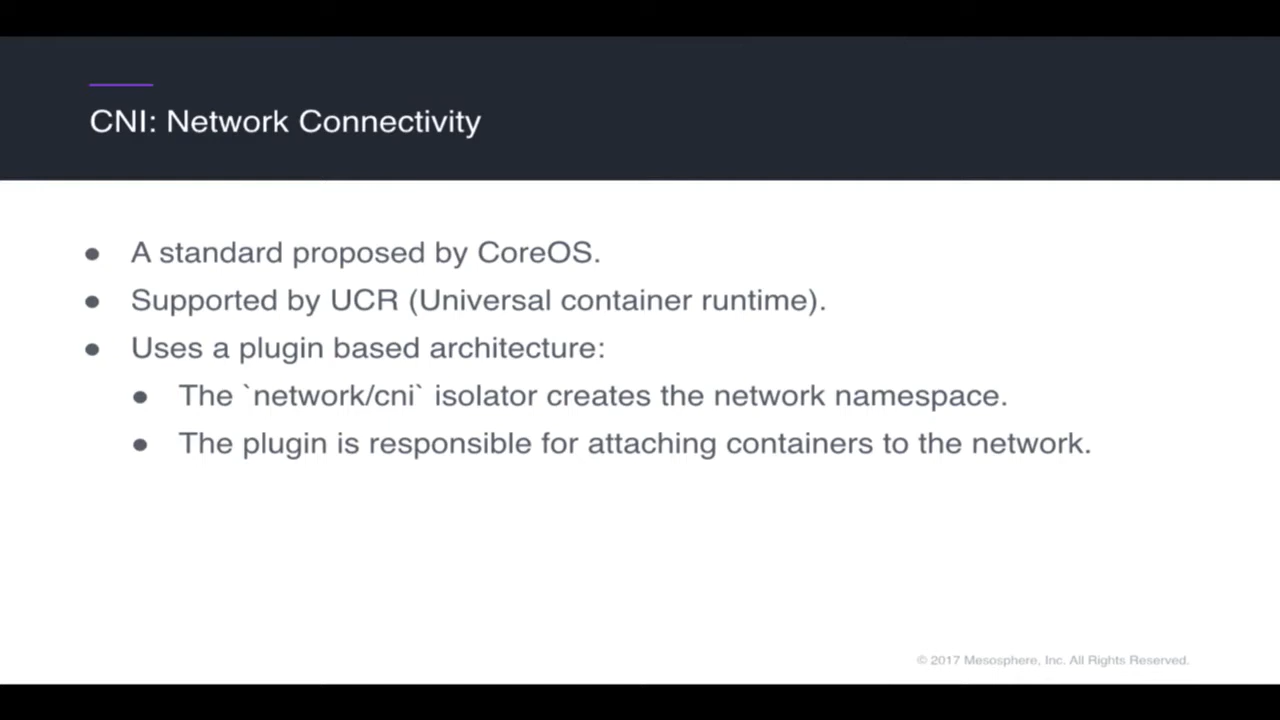 CNI: Network Connectivity
● A standard proposed by CoreOS.
● Supported by UCR (Universal container runtime).
● Uses a plugin based architecture:
● The `network/cni` isolator creates the network namespace.
● The plugin is responsible for attaching containers to the network.
© 2017 Mesosphere, Inc. All Rights Reserved.